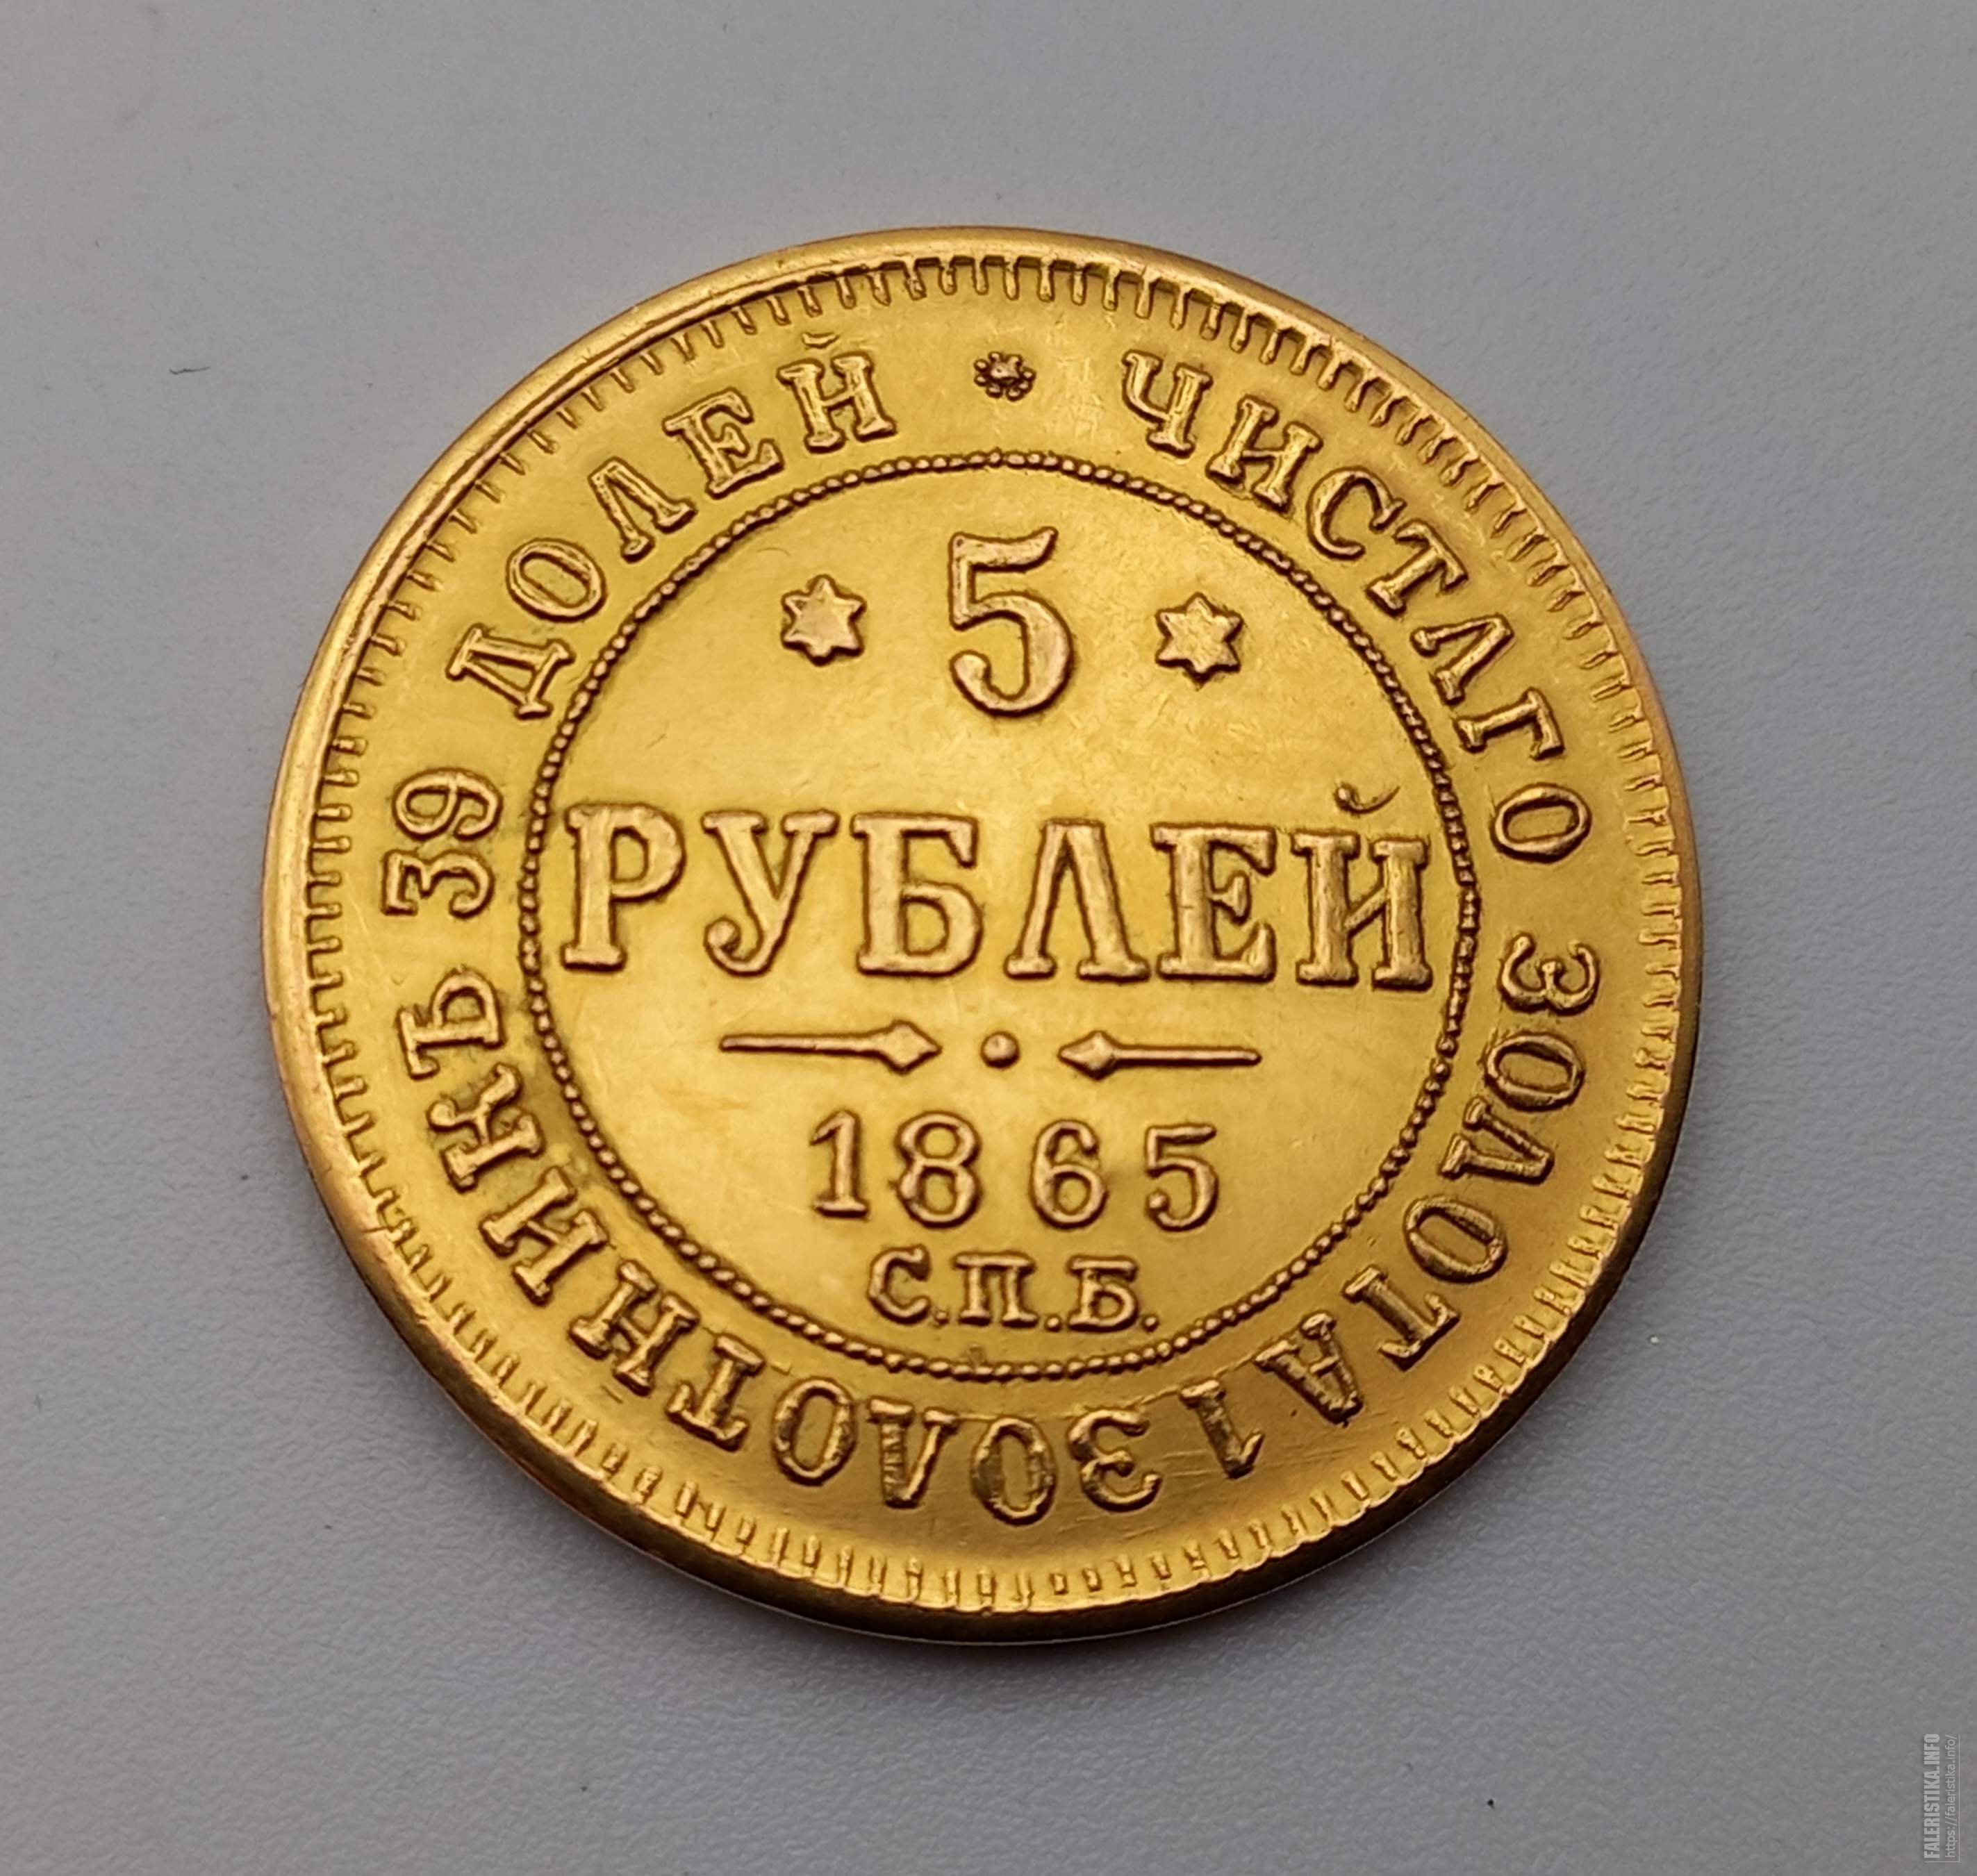 * ЧИСТАГО ЗОЛОТА 1 ЗОЛОТНИКЪ 39 ДОЛЕЙ
* 5 *
РУБЛЕЙ
1865
С.П.Б.
FALERISTIKA.INFO
https://faleristika.info/